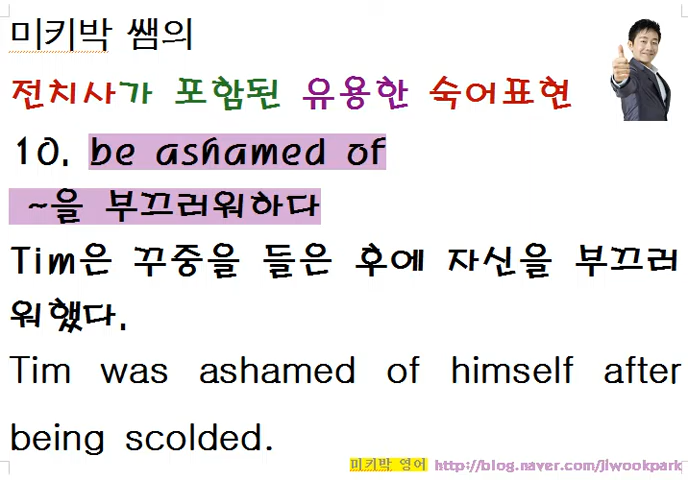 미키박 쌤의
전치사가 포함된 유용한 숙어표현
10. be ashamed of
~을 부끄러워하다
Tim은 꾸중을 들은 후에 자신을 부끄러
워했다.
Tim was ashamed of himself after
being scolded.
미키박 영어 http://blog.naver.com/jiwookpark